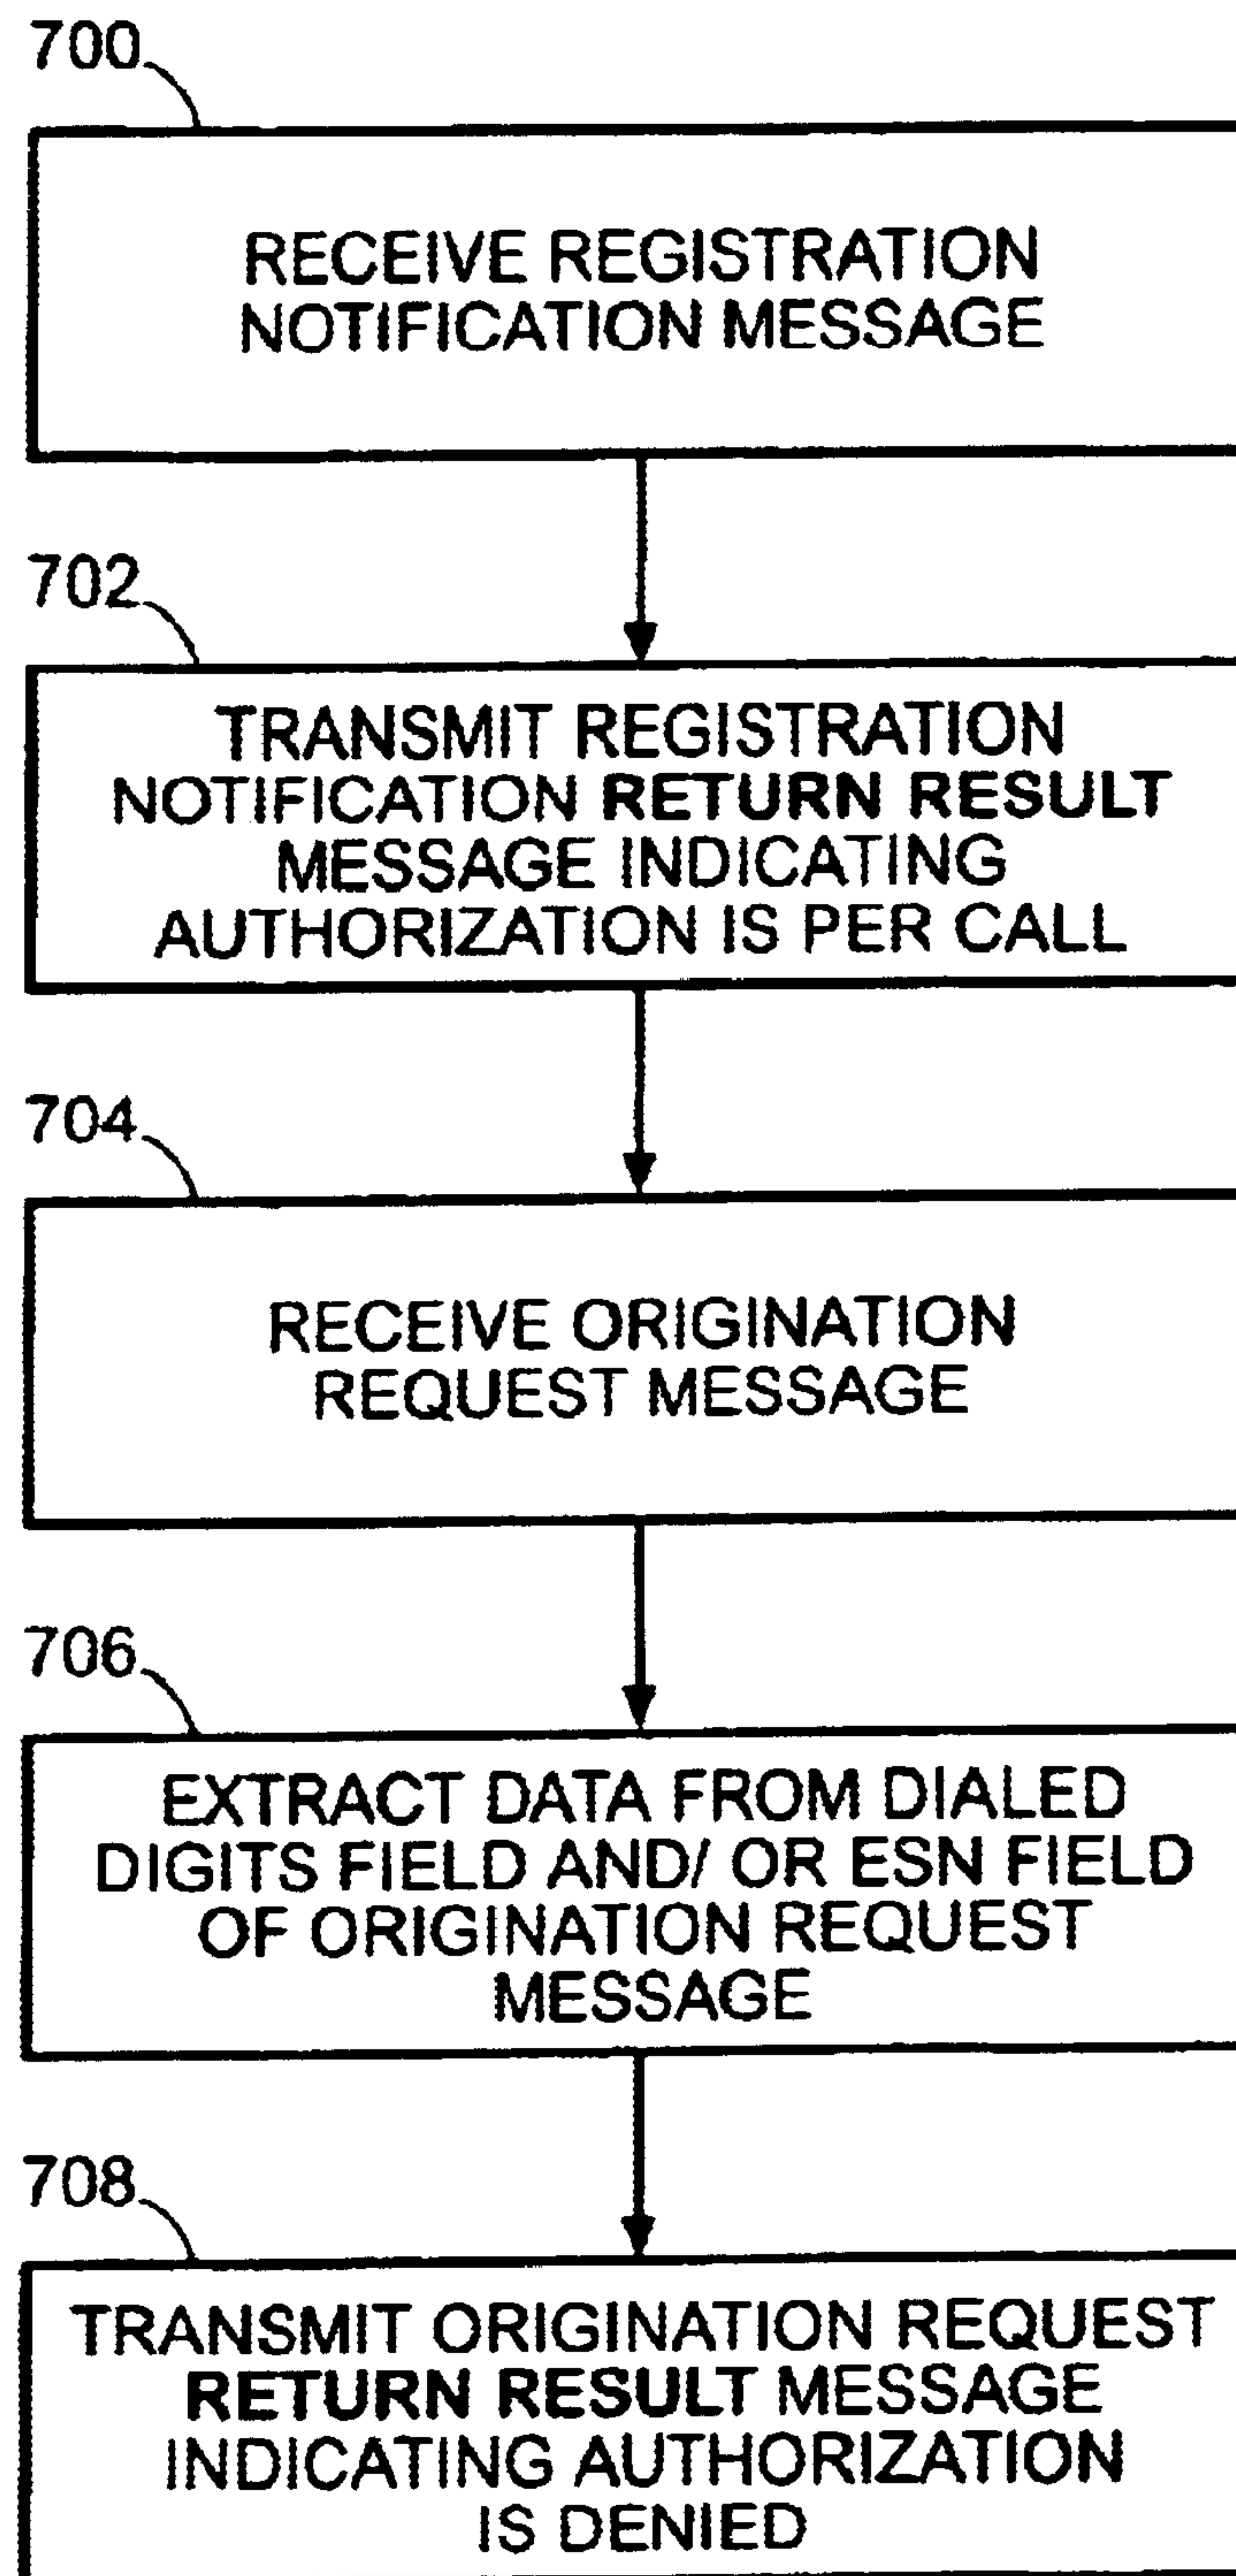 700
RECEIVE REGISTRATION
NOTIFICATION MESSAGE
702
TRANSMIT REGISTRATION
NOTIFICATION RETURN RESULT
MESSAGE INDICATING
AUTHORIZATION IS PER CALL
704
RECEIVE ORIGINATION
REQUEST MESSAGE
706
EXTRACT DATA FROM DIALED
DIGITS FIELD AND/ OR ESN FIELD
OF ORIGINATION REQUEST
MESSAGE
708
TRANSMIT ORIGINATION REQUEST
RETURN RESULT MESSAGE
INDICATING AUTHORIZATION
IS DENIED